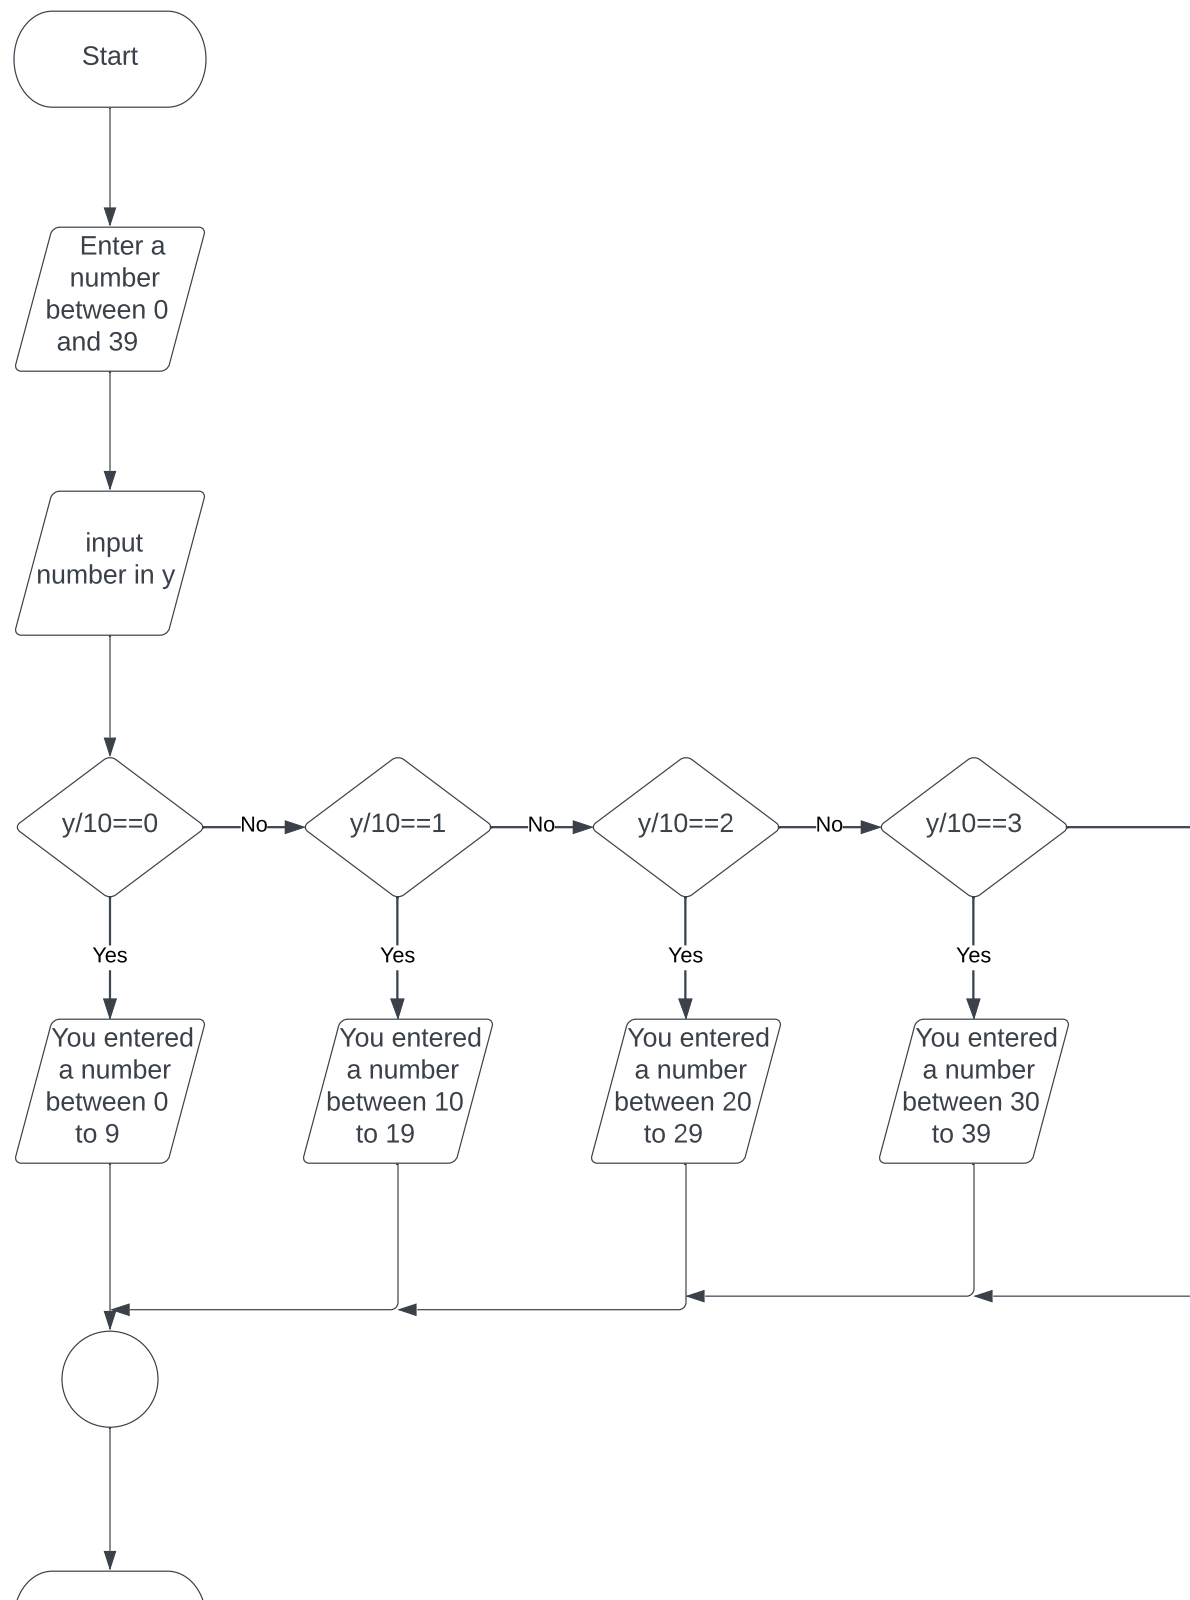 Start
Enter a
number
between 0
and 39
input
number in y
y/10==0
No
y/10==1
No
y/10==2
No
y/10==3
Yes
Yes
Yes
Yes
You entered
a number
between 0
to 9
You entered
a number
between 10
to 19
You entered
a number
between 20
to 29
You entered
a number
between 30
to 39